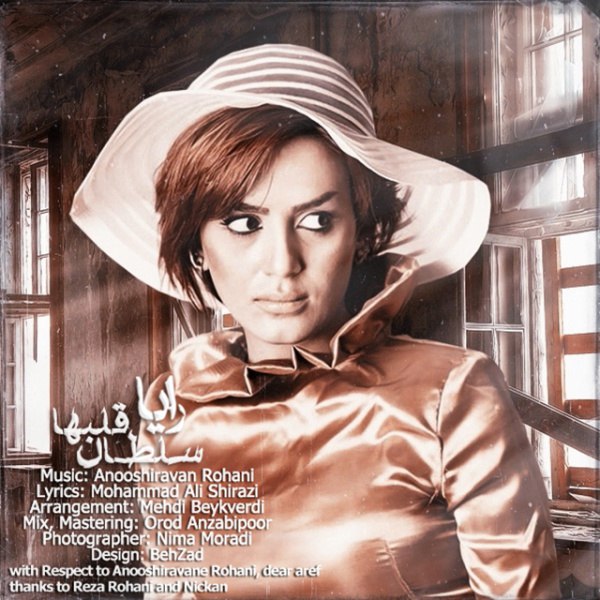 رایا
سلطان قلبها
Music: Anooshiravan Rohani
Lyrics: Mohammad Ali Shirazi
Arrangement: Mehdi Beykverdi
Mix, Mastering: Orod Anzabipoor
Photographer: Nima Moradi
Design: BehZad
with Respect to Anooshiravane Rohani, dear aref
thanks to Reza Rohani and Nickan